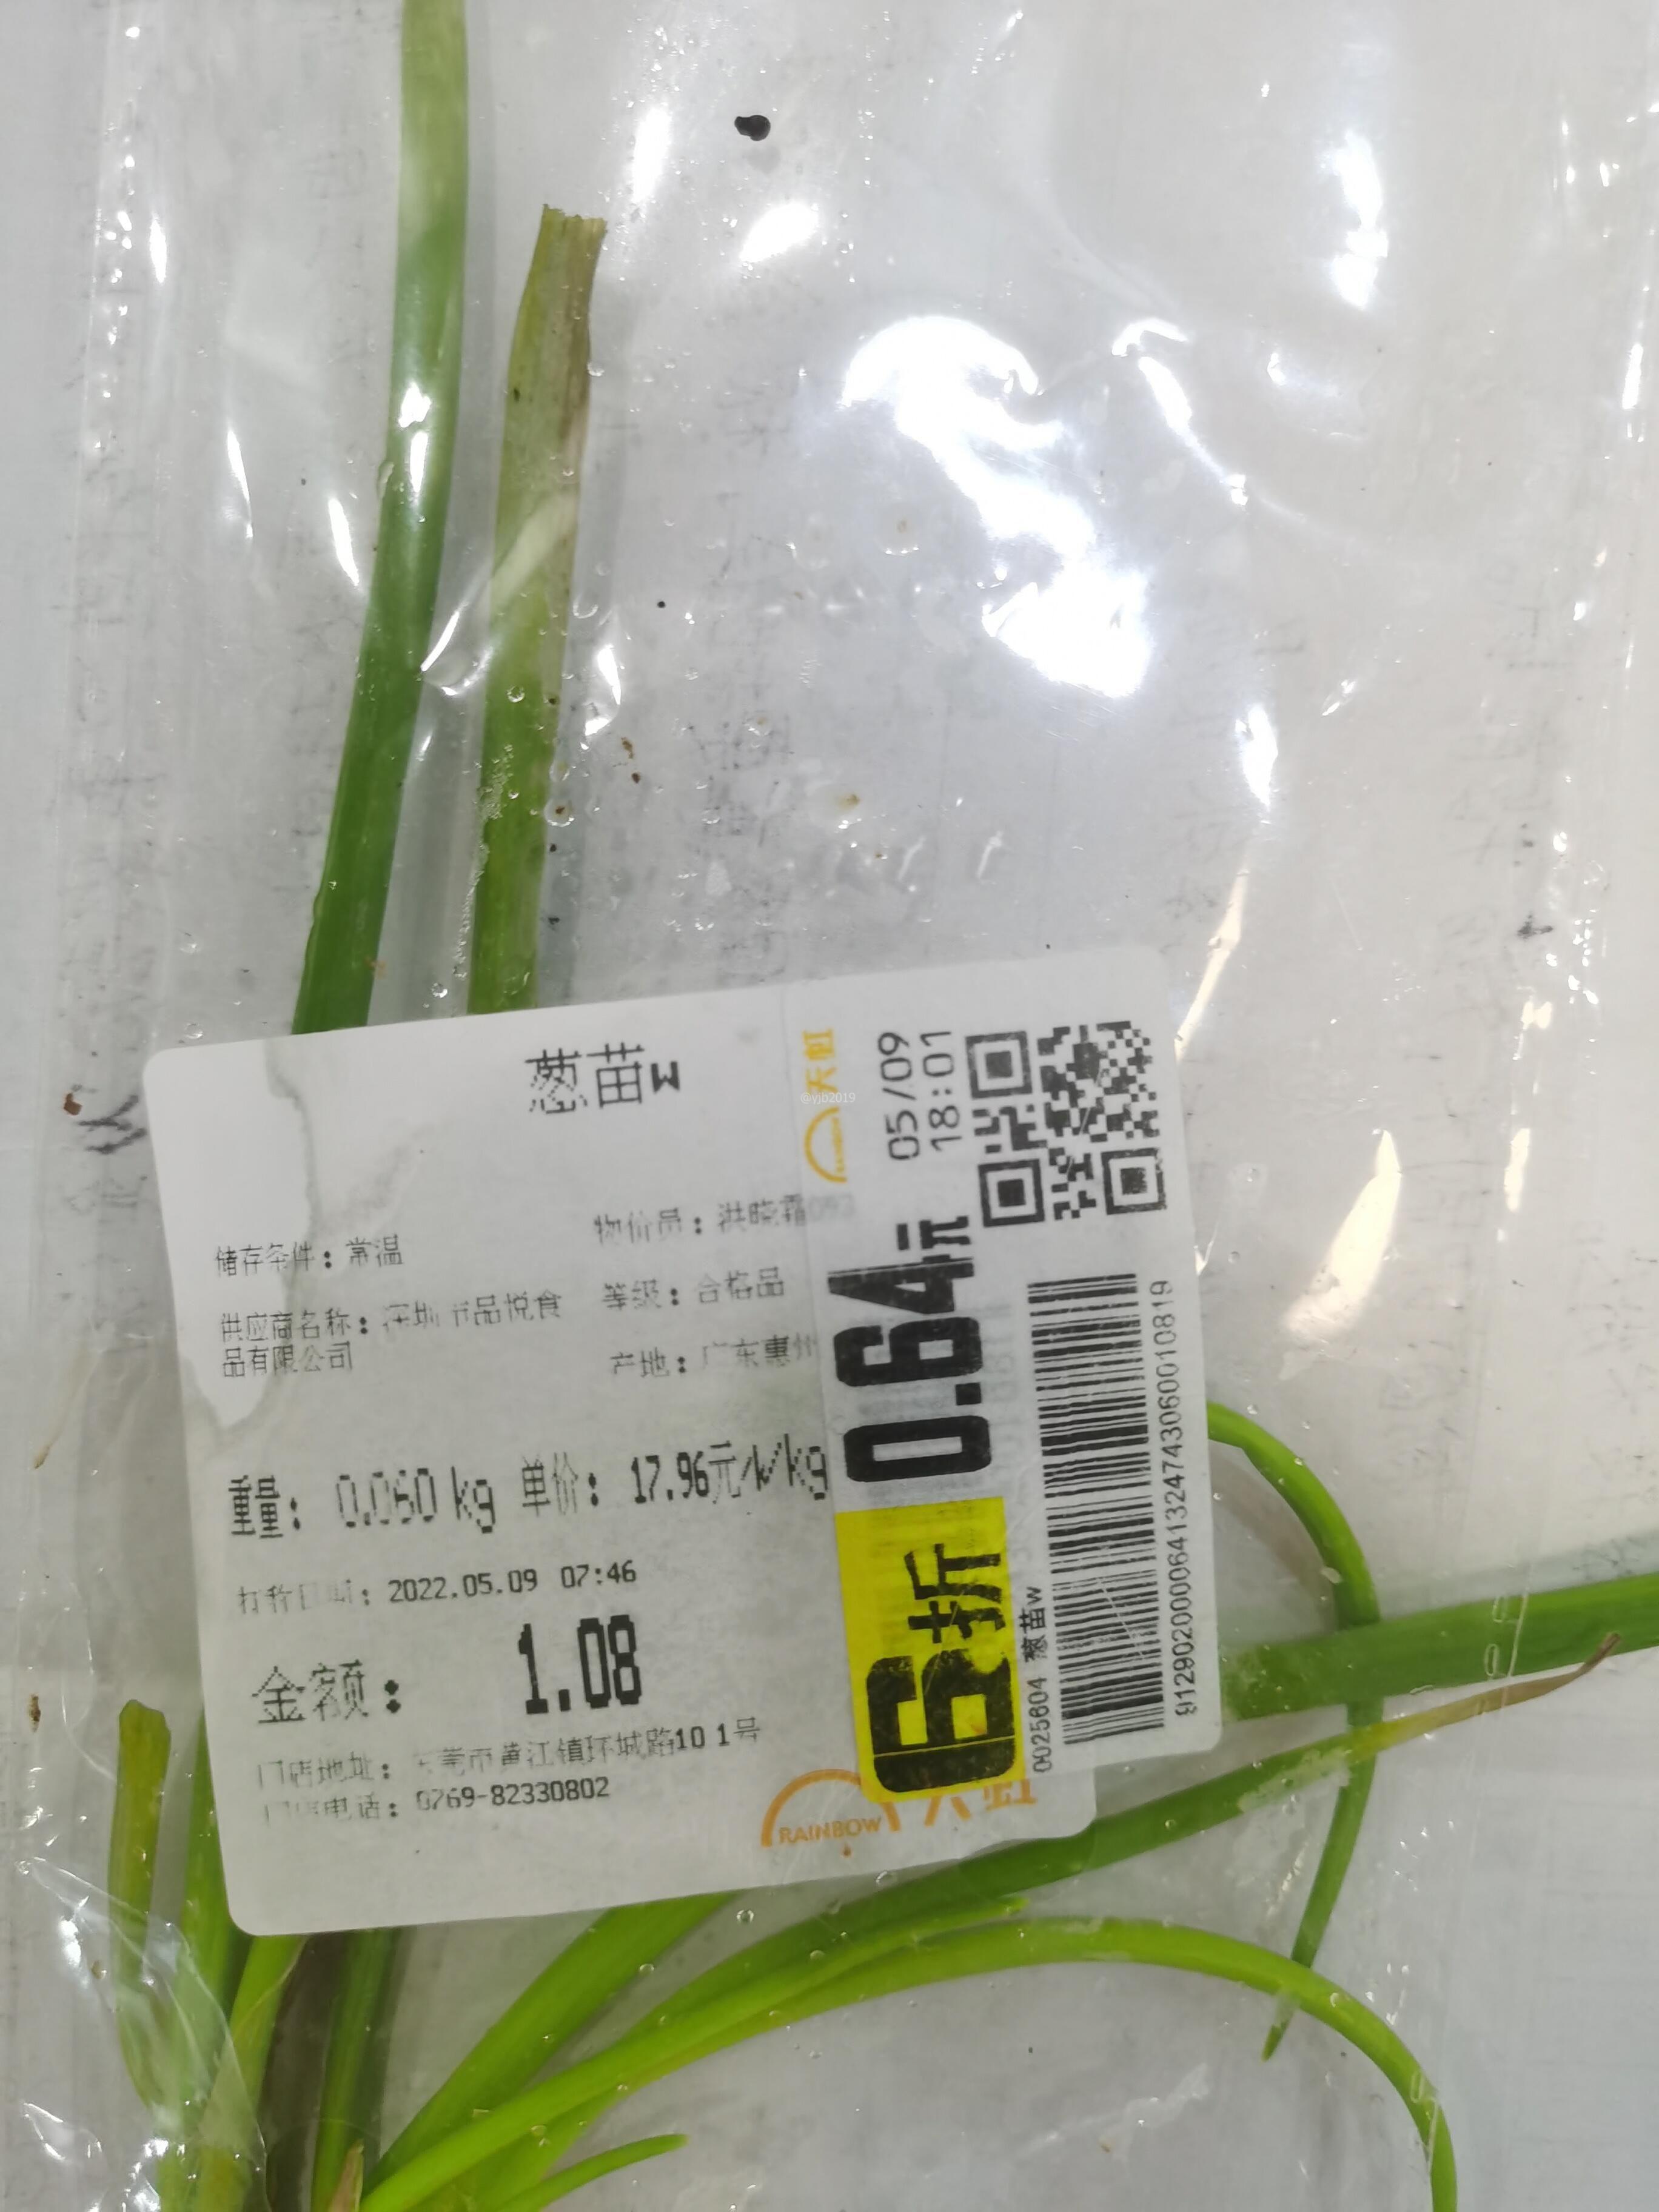 葱苗w
储存条件：常温
物价员：洪晓霜092
供应商名称：深圳市品悦食
品有限公司
等级：合格品
产地：广东惠州
重量：0.060 kg 单价：17.96元/kg
打称日期：2022.05.09 07:46
金额：1.08
门店地址：东莞市黄江镇环城路101号
门店电话：0769-82330802
RAINBOW 天虹
天虹
05/09
18:01
6折 0.64元
0025604 葱苗w
@yjb2019